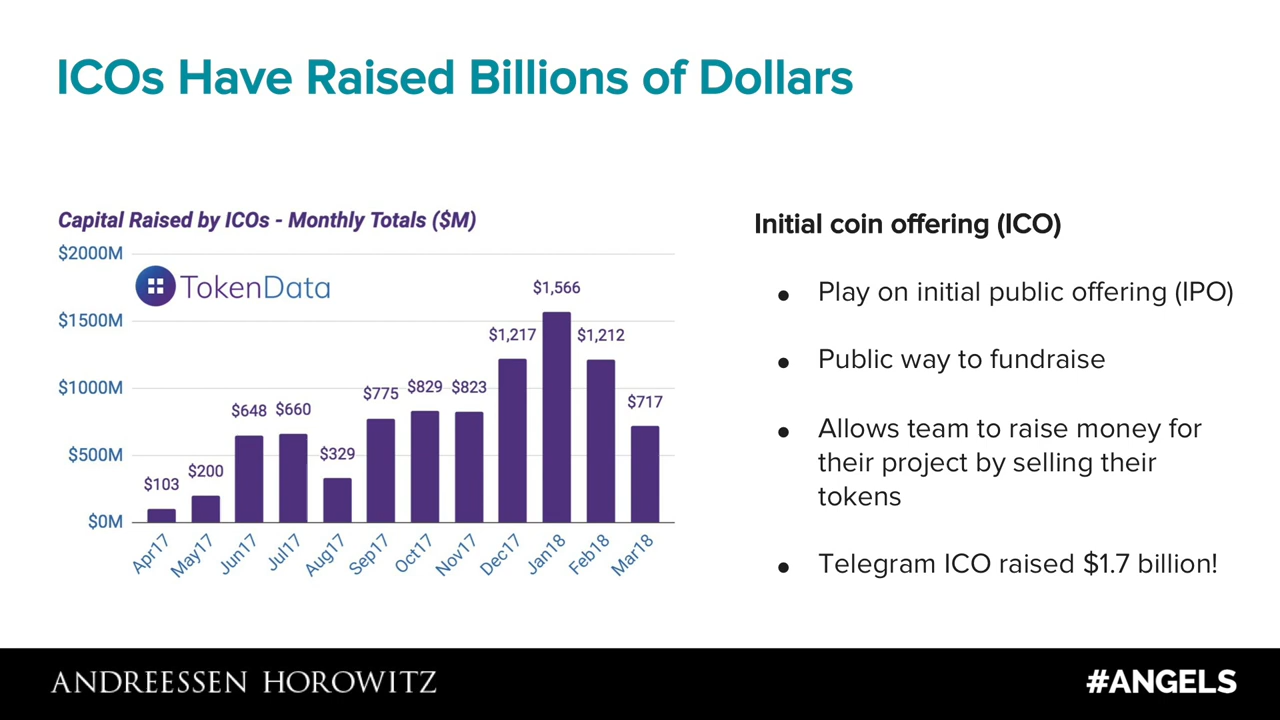 ICOs Have Raised Billions of Dollars
Capital Raised by ICOs - Monthly Totals ($M)
$2000M
$1500M
$1000M
$500M
$0M
TokenData
$103
$200
$648
$660
$329
$775
$829
$823
$1,217
$1,566
$1,212
$717
Apr17
May17
Jun17
Jul17
Aug17
Sep17
Oct17
Nov17
Dec17
Jan18
Feb18
Mar18
Initial coin offering (ICO)
● Play on initial public offering (IPO)
● Public way to fundraise
● Allows team to raise money for
their project by selling their
tokens
● Telegram ICO raised $1.7 billion!
ANDREESSEN HOROWITZ
#ANGELS